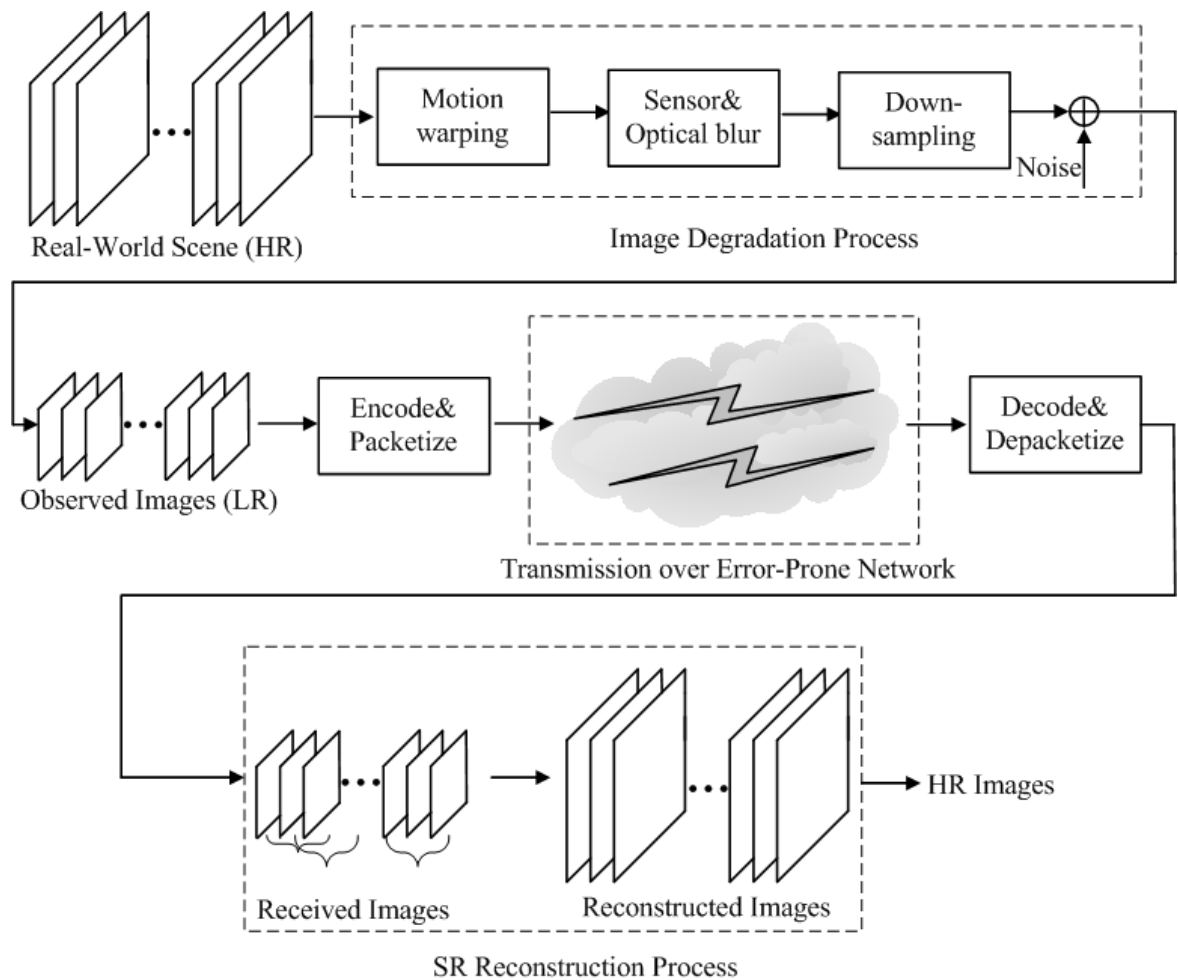 Motion
warping
Sensor&
Optical blur
Down-
sampling
Noise
Real-World Scene (HR)
Image Degradation Process
Encode&
Packetize
Decode&
Depacketize
Observed Images (LR)
Transmission over Error-Prone Network
HR Images
Received Images
Reconstructed Images
SR Reconstruction Process